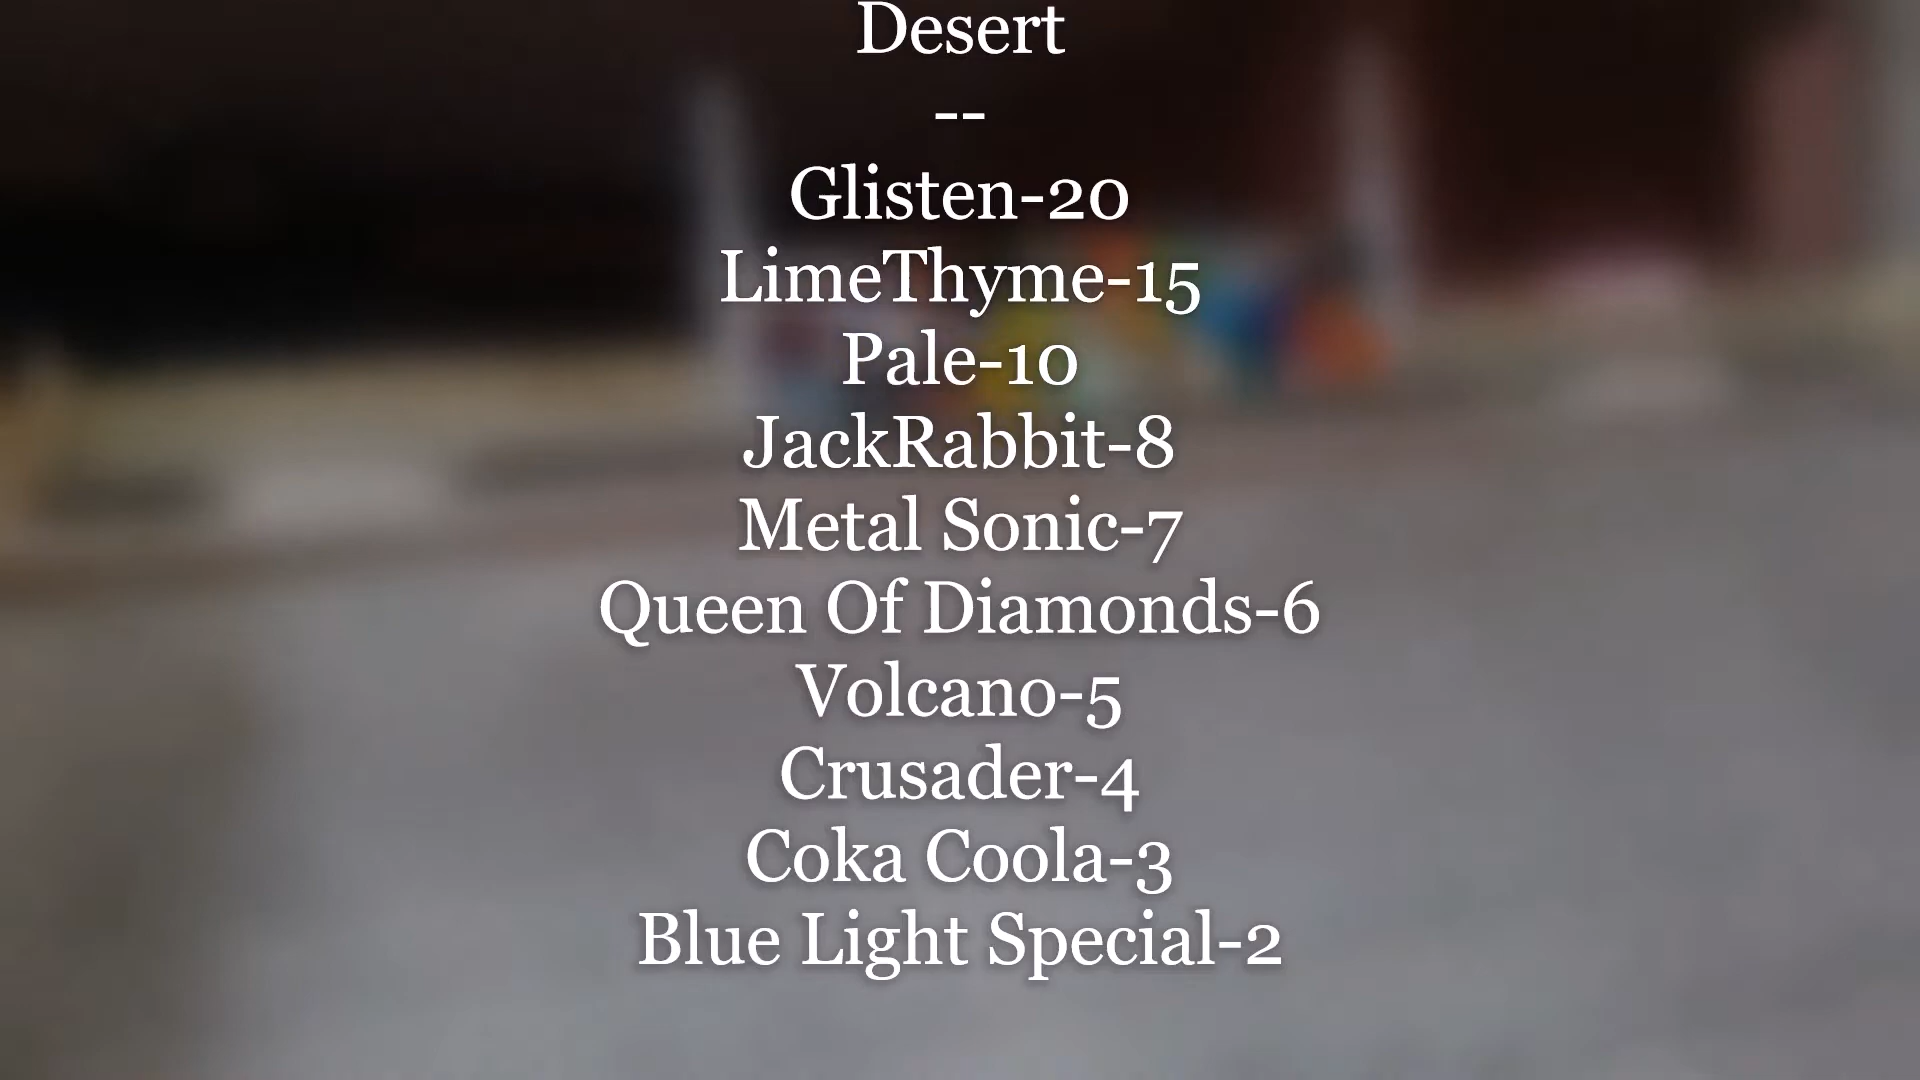 Desert
--
Glisten-20
LimeThyme-15
Pale-10
JackRabbit-8
Metal Sonic-7
Queen Of Diamonds-6
Volcano-5
Crusader-4
Coka Coola-3
Blue Light Special-2